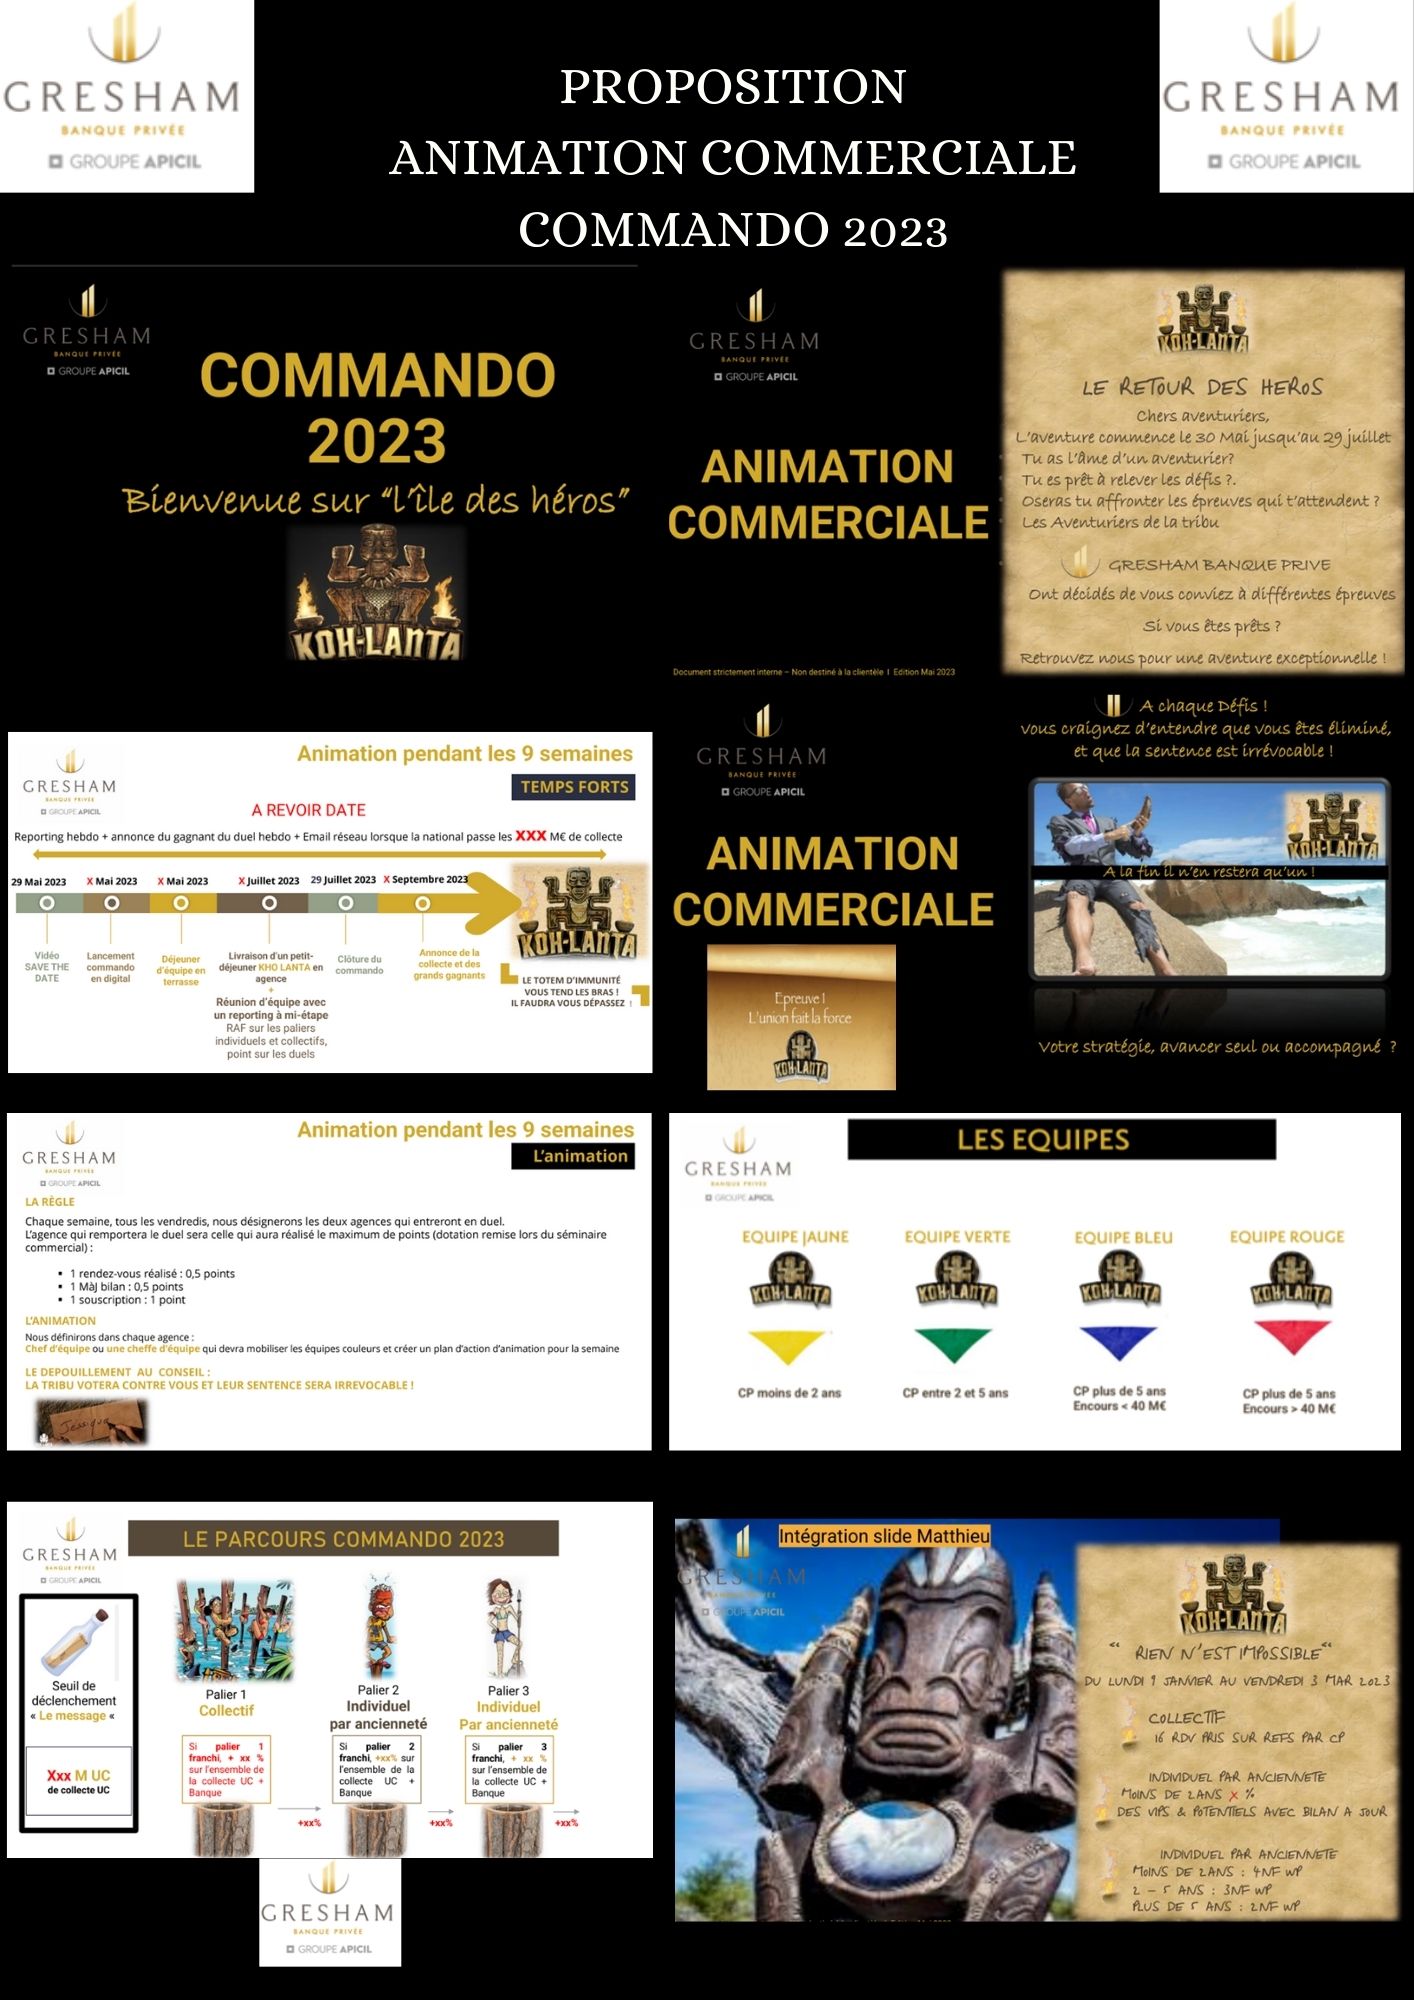 GRESHAM
BANQUE PRIVÉE
GROUPE APICIL
PROPOSITION
ANIMATION COMMERCIALE
COMMANDO 2023
GRESHAM
BANQUE PRIVÉE
GROUPE APICIL
GRESHAM
BANQUE PRIVÉE
GROUPE APICIL
COMMANDO
2023
Bienvenue sur "l'île des héros"
KOH-LANTA
GRESHAM
BANQUE PRIVÉE
GROUPE APICIL
ANIMATION
COMMERCIALE
Document strictement interne – Non destiné à la clientèle I Edition Mai 2023
KOH-LANTA
LE RETOUR DES HEROS
Chers aventuriers,
L'aventure commence le 30 Mai jusqu'au 29 juillet
Tu as l'âme d'un aventurier?
Tu es prêt à relever les défis ?.
Oseras tu affronter les épreuves qui t'attendent ?
Les Aventuriers de la tribu
GRESHAM BANQUE PRIVE
Ont décidés de vous conviez à différentes épreuves
Si vous êtes prêts ?
Retrouvez nous pour une aventure exceptionnelle !
GRESHAM
BANQUE PRIVÉE
GROUPE APICIL
Animation pendant les 9 semaines
TEMPS FORTS
A REVOIR DATE
Reporting hebdo + annonce du gagnant du duel hebdo + Email réseau lorsque la national passe les XXX M€ de collecte
29 Mai 2023 X Mai 2023 X Mai 2023 X Juillet 2023 29 Juillet 2023 X Septembre 2023
Vidéo
SAVE THE
DATE
Lancement
commando
en digital
Déjeuner
d'équipe en
terrasse
Livraison d'un petit-
déjeuner KHO LANTA en
agence
+
Réunion d'équipe avec
un reporting à mi-étape
RAF sur les paliers
individuels et collectifs,
point sur les duels
Clôture du
commando
Annonce de la
collecte et des
grands gagnants
KOH-LANTA
LE TOTEM D'IMMUNITÉ
VOUS TEND LES BRAS !
IL FAUDRA VOUS DÉPASSEZ !
GRESHAM
BANQUE PRIVÉE
GROUPE APICIL
ANIMATION
COMMERCIALE
Epreuve 1
L'union fait la force
KOH-LANTA
A chaque Défis !
vous craignez d'entendre que vous êtes éliminé,
et que la sentence est irrévocable !
KOH-LANTA
A la fin il n'en restera qu'un !
Votre stratégie, avancer seul ou accompagné ?
GRESHAM
BANQUE PRIVÉE
GROUPE APICIL
Animation pendant les 9 semaines
L'animation
LA RÈGLE
Chaque semaine, tous les vendredis, nous désignerons les deux agences qui entreront en duel.
L'agence qui remportera le duel sera celle qui aura réalisé le maximum de points (dotation remise lors du séminaire
commercial) :
▪ 1 rendez-vous réalisé : 0,5 points
▪ 1 MàJ bilan : 0,5 points
▪ 1 souscription : 1 point
L'ANIMATION
Nous définirons dans chaque agence :
Chef d'équipe ou une cheffe d'équipe qui devra mobiliser les équipes couleurs et créer un plan d'action d'animation pour la semaine
LE DEPOUILLEMENT AU CONSEIL :
LA TRIBU VOTERA CONTRE VOUS ET LEUR SENTENCE SERA IRREVOCABLE !
Jessique
GRESHAM
BANQUE PRIVÉE
GROUPE APICIL
LES EQUIPES
EQUIPE JAUNE
KOH-LANTA
CP moins de 2 ans
EQUIPE VERTE
KOH-LANTA
CP entre 2 et 5 ans
EQUIPE BLEU
KOH-LANTA
CP plus de 5 ans
Encours < 40 M€
EQUIPE ROUGE
KOH-LANTA
CP plus de 5 ans
Encours > 40 M€
GRESHAM
BANQUE PRIVÉE
GROUPE APICIL
LE PARCOURS COMMANDO 2023
Seuil de
déclenchement
« Le message «
Xxx M UC
de collecte UC
Palier 1
Collectif
Si palier 1
franchi, + xx %
sur l'ensemble de
la collecte UC +
Banque
+xx%
Palier 2
Individuel
par ancienneté
Si palier 2
franchi, +xx% sur
l'ensemble de la
collecte UC +
Banque
+xx%
Palier 3
Individuel
Par ancienneté
Si palier 3
franchi, + xx %
sur l'ensemble de
la collecte UC +
Banque
+xx%
GRESHAM
BANQUE PRIVÉE
GROUPE APICIL
Intégration slide Matthieu
GRESHAM
GROUPE APICIL
KOH-LANTA
" RIEN N'EST IMPOSSIBLE"
DU LUNDI 9 JANVIER AU VENDREDI 3 MAR 2023
COLLECTIF
16 RDV PRIS SUR REFS PAR CP
INDIVIDUEL PAR ANCIENNETE
MOINS DE 2ANS X %
DES VIPS & POTENTIELS AVEC BILAN A JOUR
INDIVIDUEL PAR ANCIENNETE
MOINS DE 2ANS : 4NF WP
2 – 5 ANS : 3NF WP
PLUS DE 5 ANS : 2NF WP